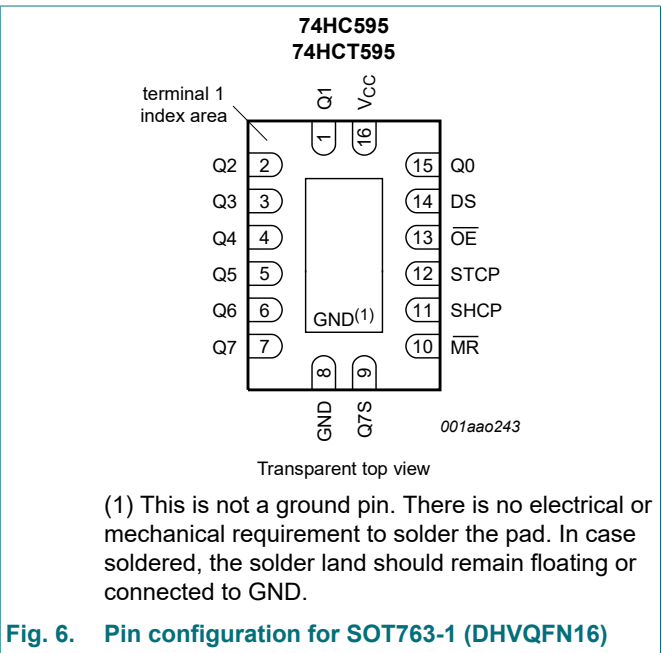 74HC595
74HCT595
terminal 1
index area
Q1
VCC
1
16
Q2 2
15 Q0
Q3 3
14 DS
Q4 4
13 O̅E̅
Q5 5
12 STCP
Q6 6
11 SHCP
Q7 7
10 M̅R̅
GND(1)
8
9
GND
Q7S
001aao243
Transparent top view
(1) This is not a ground pin. There is no electrical or
mechanical requirement to solder the pad. In case
soldered, the solder land should remain floating or
connected to GND.
Fig. 6. Pin configuration for SOT763-1 (DHVQFN16)